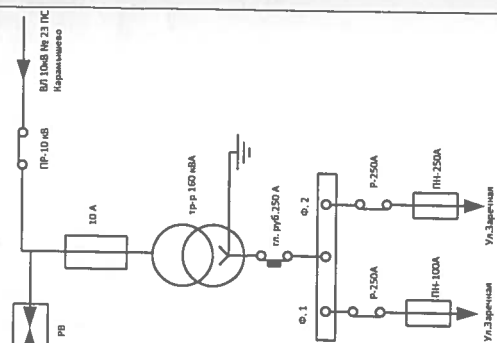 ВЛ 10кВ № 23 ПС
Карамышево
ПР-10 кВ
10 А
РВ
тр-р 160 кВА
гл. руб.250 А
Ф. 1
Ф. 2
Р-250А
Р-250А
ПН-100А
ПН-250А
Ул.Заречная
Ул.Заречная